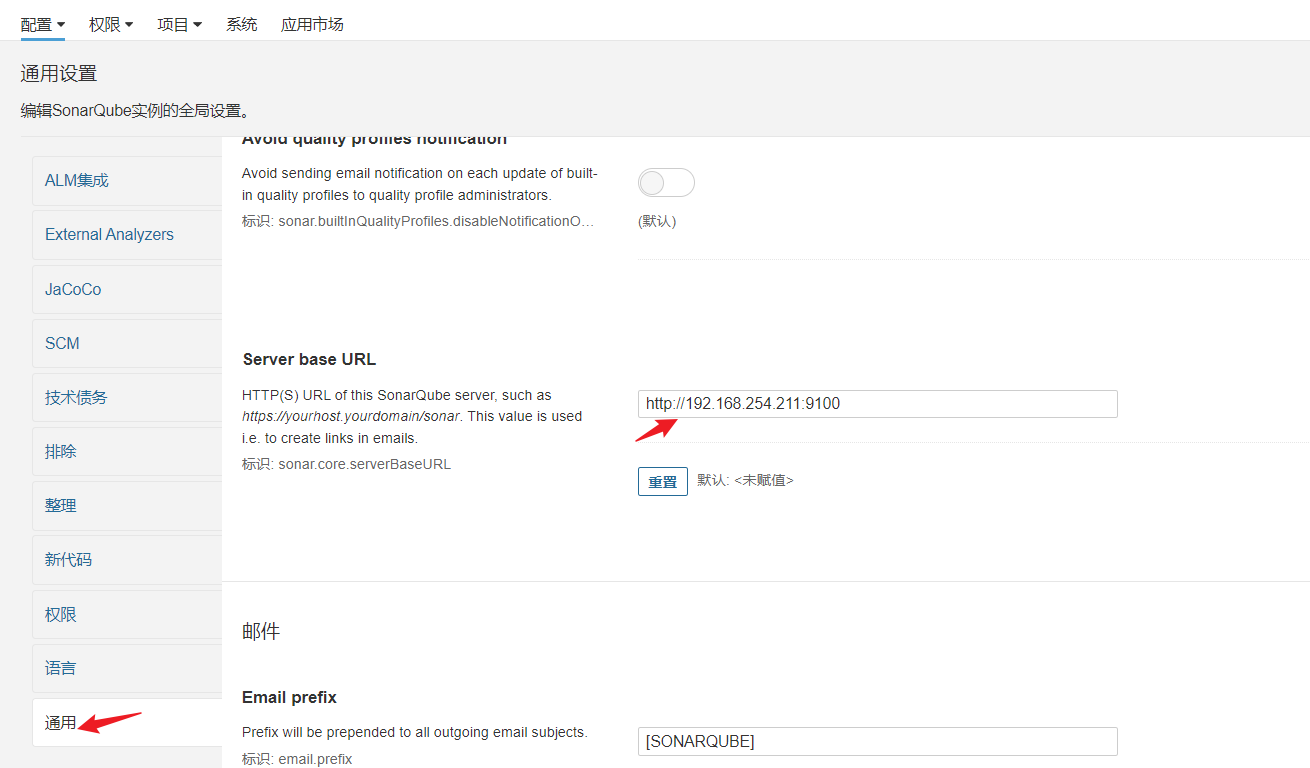 配置 权限 项目 系统 应用市场
通用设置
编辑SonarQube实例的全局设置。
ALM集成
External Analyzers
JaCoCo
SCM
技术债务
排除
整理
新代码
权限
语言
通用
Avoid quality profiles notification
Avoid sending email notification on each update of built-
in quality profiles to quality profile administrators.
标识: sonar.builtInQualityProfiles.disableNotificationO…
(默认)
Server base URL
HTTP(S) URL of this SonarQube server, such as
https://yourhost.yourdomain/sonar. This value is used
i.e. to create links in emails.
标识: sonar.core.serverBaseURL
http://192.168.254.211:9100
重置 默认: <未赋值>
邮件
Email prefix
Prefix will be prepended to all outgoing email subjects.
标识: email.prefix
[SONARQUBE]